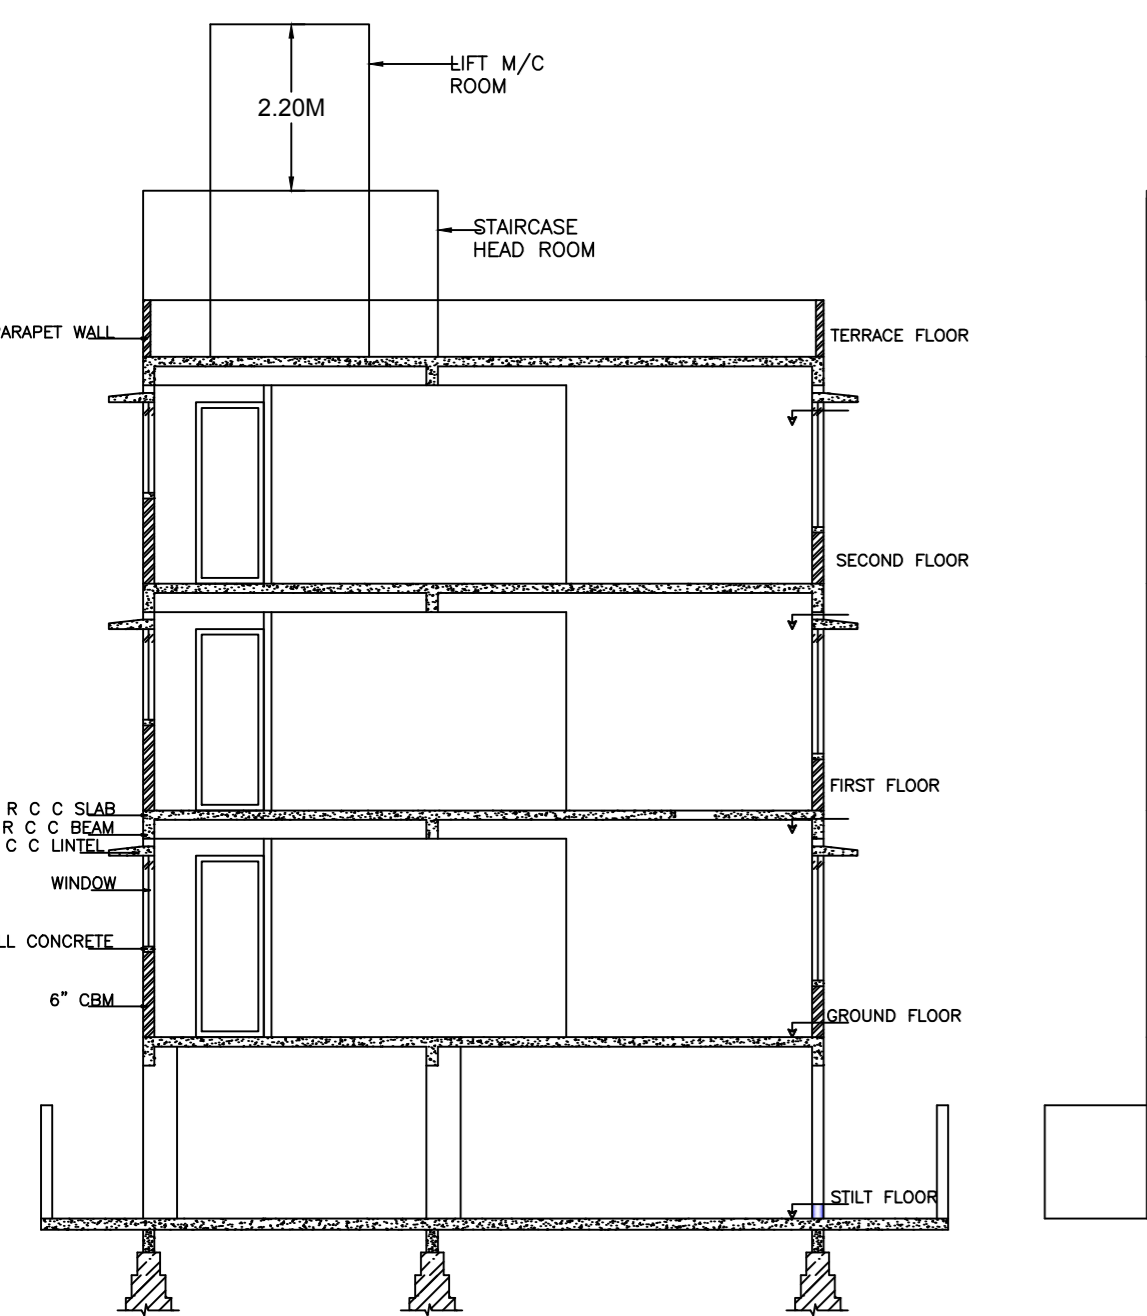 LIFT M/C
ROOM
2.20M
STAIRCASE
HEAD ROOM
PARAPET WALL
TERRACE FLOOR
SECOND FLOOR
FIRST FLOOR
R C C SLAB
R C C BEAM
C C LINTEL
WINDOW
LL CONCRETE
6" CBM
GROUND FLOOR
STILT FLOOR